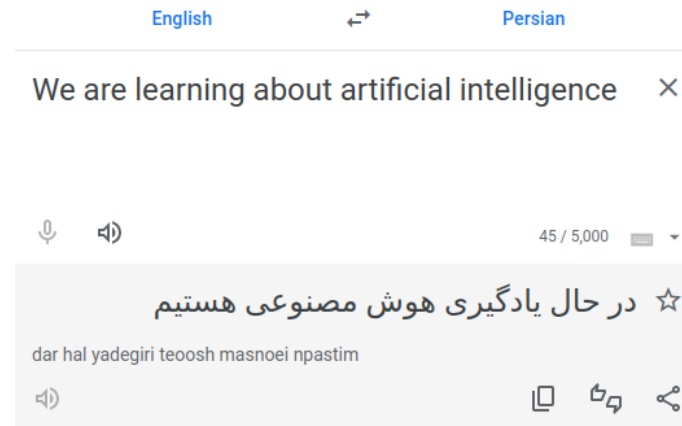 English Persian
We are learning about artificial intelligence
45 / 5,000
در حال یادگیری هوش مصنوعی هستیم
dar hal yadegiri teoosh masnoei npastim